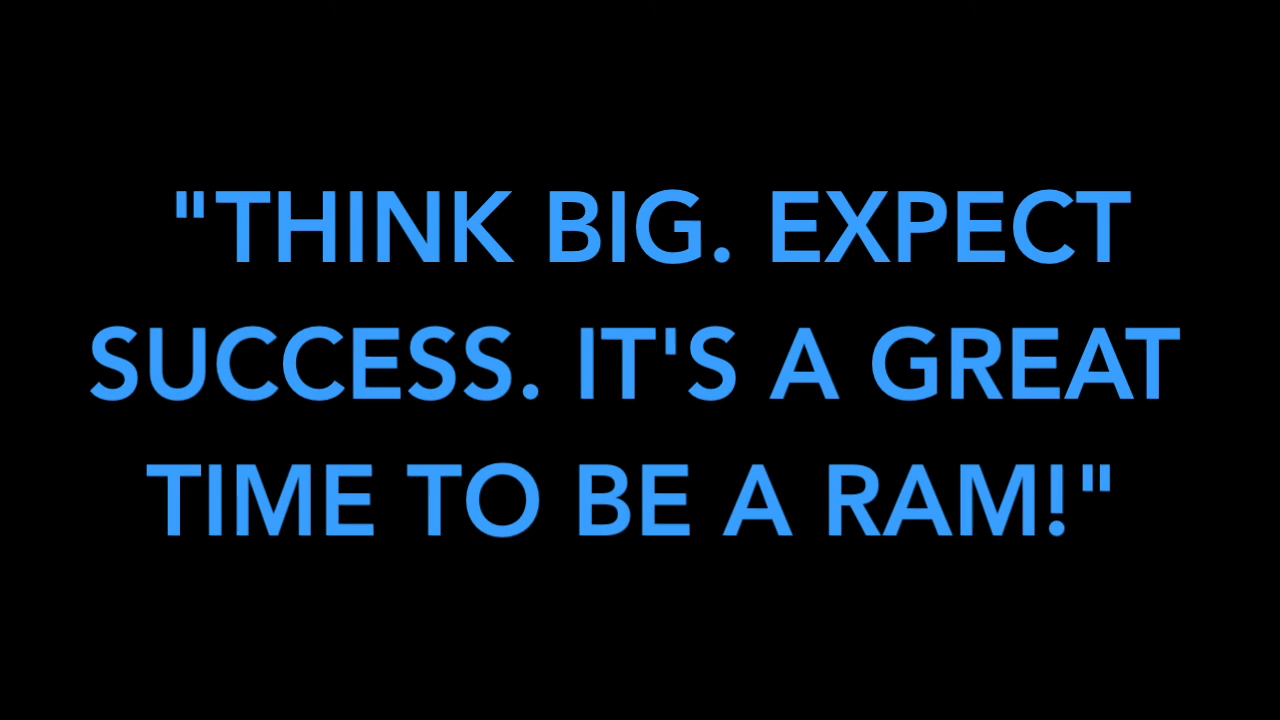 "THINK BIG. EXPECT
SUCCESS. IT'S A GREAT
TIME TO BE A RAM!"